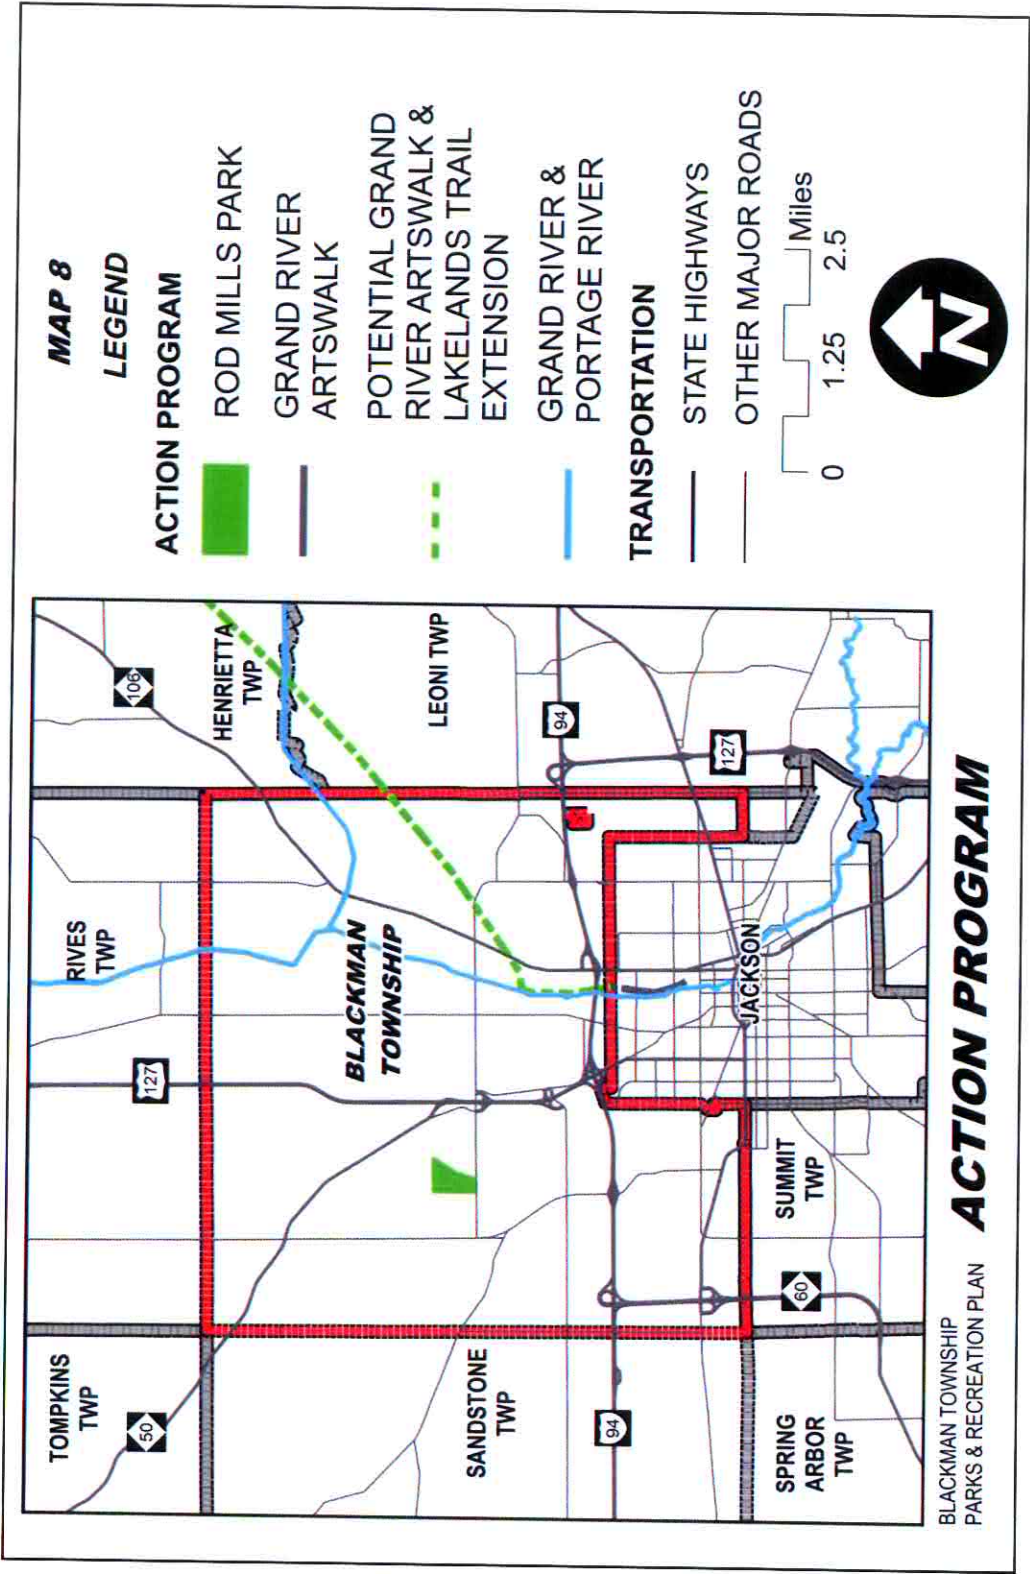 MAP 8
LEGEND
ACTION PROGRAM
ROD MILLS PARK
GRAND RIVER
ARTSWALK
POTENTIAL GRAND
RIVER ARTSWALK &
LAKELANDS TRAIL
EXTENSION
GRAND RIVER &
PORTAGE RIVER
TRANSPORTATION
STATE HIGHWAYS
OTHER MAJOR ROADS
Miles
0 1.25 2.5
N
TOMPKINS
TWP
50
127
RIVES
TWP
106
HENRIETTA
TWP
BLACKMAN
TOWNSHIP
LEONI TWP
SANDSTONE
TWP
94
94
127
JACKSON
SUMMIT
TWP
60
SPRING
ARBOR
TWP
BLACKMAN TOWNSHIP
PARKS & RECREATION PLAN
ACTION PROGRAM